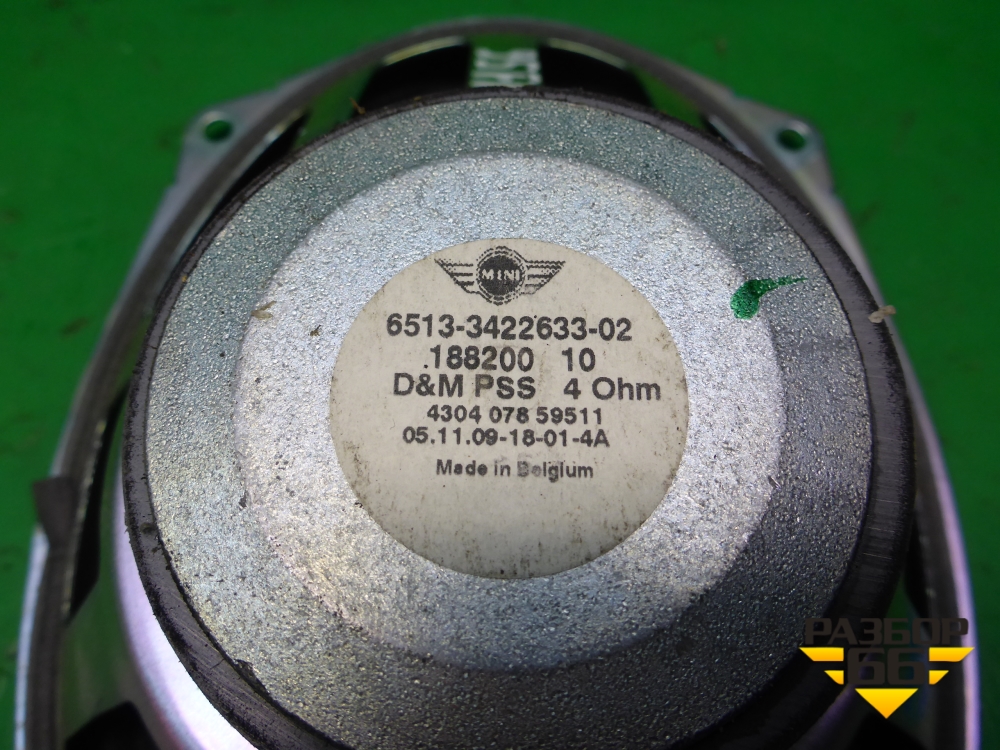 MINI
6513-3422633-02
.188200 10
D&M PSS 4 Ohm
4304 078 59511
05.11.09-18-01-4A
Made in Belgium
РАЗБОР
66